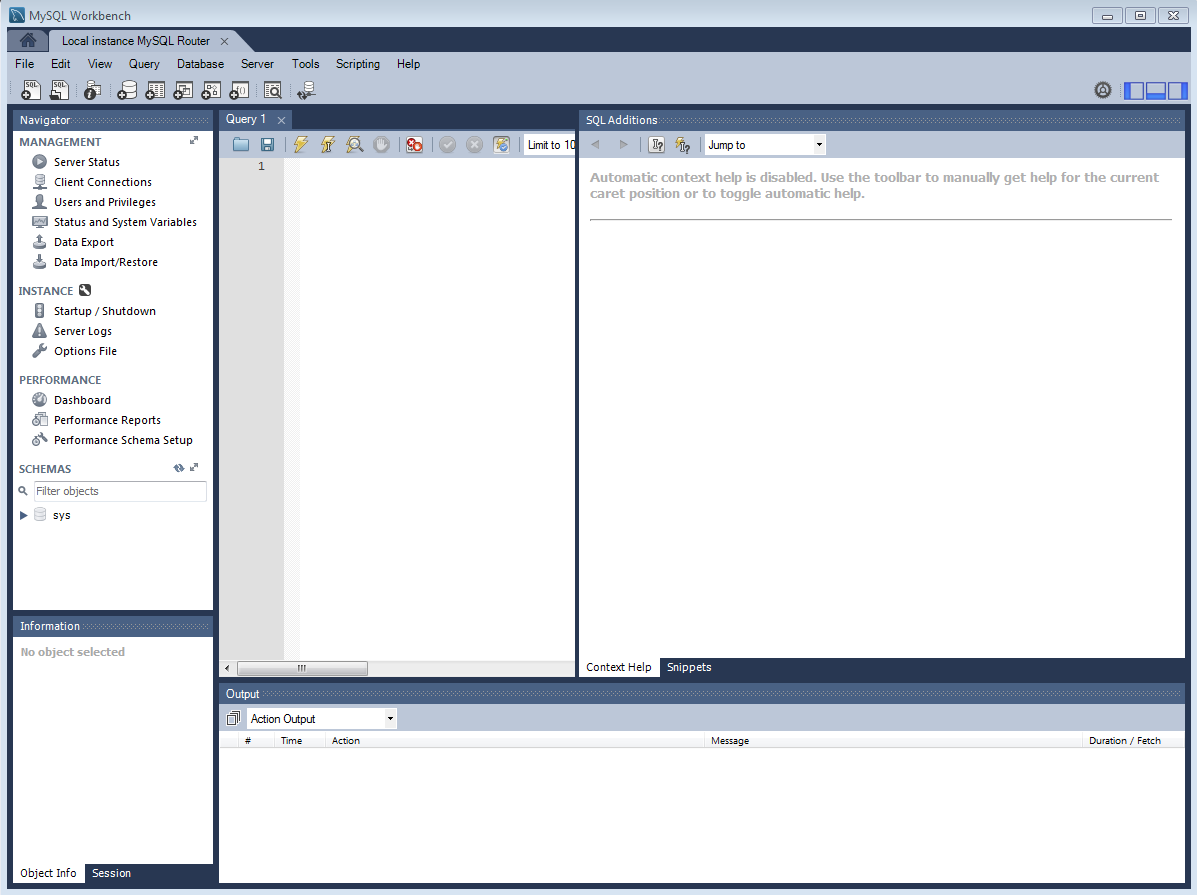 MySQL Workbench
Local instance MySQL Router
File Edit View Query Database Server Tools Scripting Help
SQL SQL
Navigator
MANAGEMENT
Server Status
Client Connections
Users and Privileges
Status and System Variables
Data Export
Data Import/Restore
INSTANCE
Startup / Shutdown
Server Logs
Options File
PERFORMANCE
Dashboard
Performance Reports
Performance Schema Setup
SCHEMAS
Filter objects
sys
Information
No object selected
Object Info Session
Query 1
Limit to 10
1
SQL Additions
Jump to
Automatic context help is disabled. Use the toolbar to manually get help for the current
caret position or to toggle automatic help.
Context Help Snippets
Output
Action Output
# Time Action Message Duration / Fetch